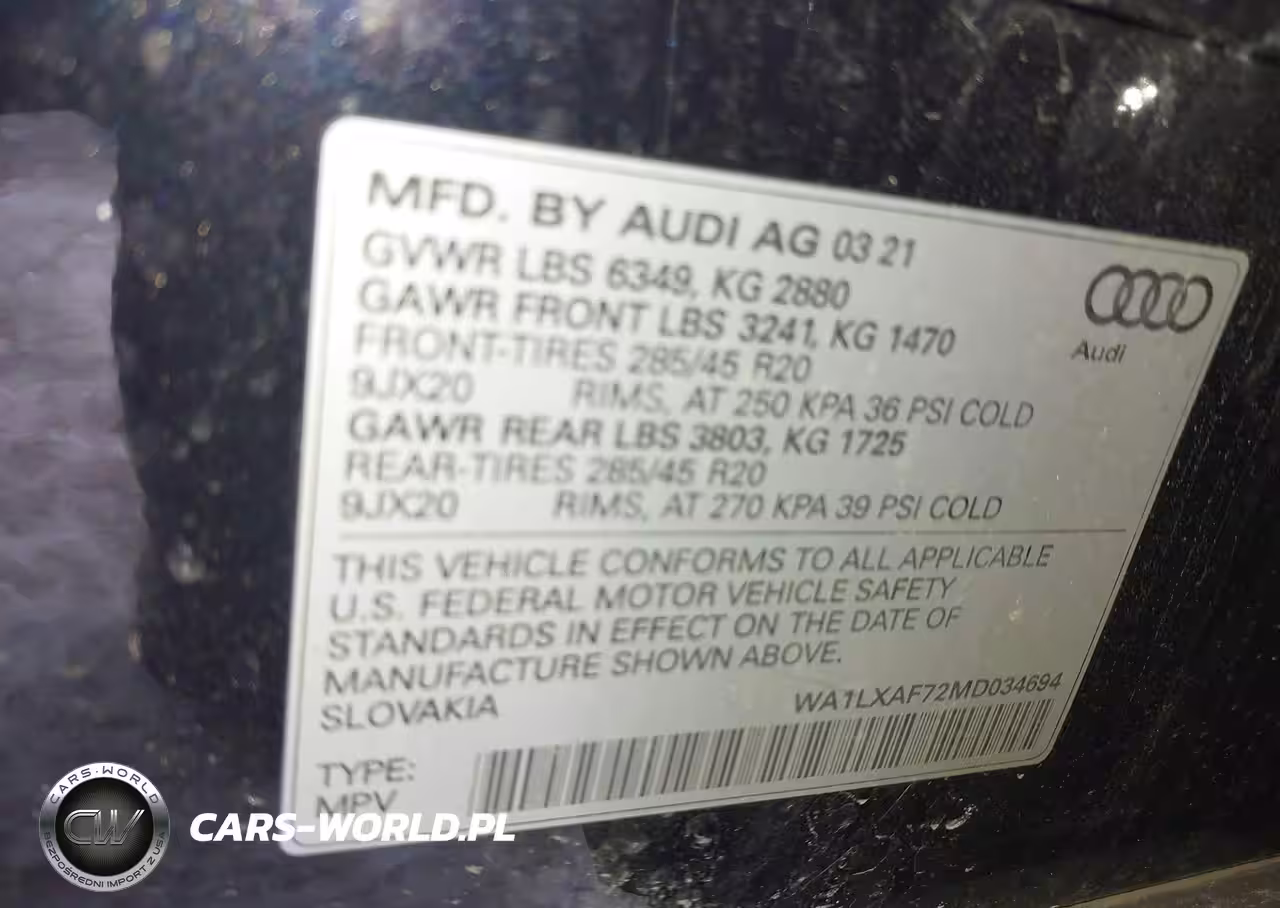 MFD. BY AUDI AG 03 21
GVWR LBS 6349, KG 2880
GAWR FRONT LBS 3241, KG 1470
FRONT-TIRES 285/45 R20
9JX20 RIMS, AT 250 KPA 36 PSI COLD
GAWR REAR LBS 3803, KG 1725
REAR-TIRES 285/45 R20
9JX20 RIMS, AT 270 KPA 39 PSI COLD
Audi
THIS VEHICLE CONFORMS TO ALL APPLICABLE
U.S. FEDERAL MOTOR VEHICLE SAFETY
STANDARDS IN EFFECT ON THE DATE OF
MANUFACTURE SHOWN ABOVE.
SLOVAKIA
WA1LXAF72MD034694
TYPE:
MPV
CARS-WORLD
CW
BEZPOŚREDNI IMPORT Z USA
CARS-WORLD.PL